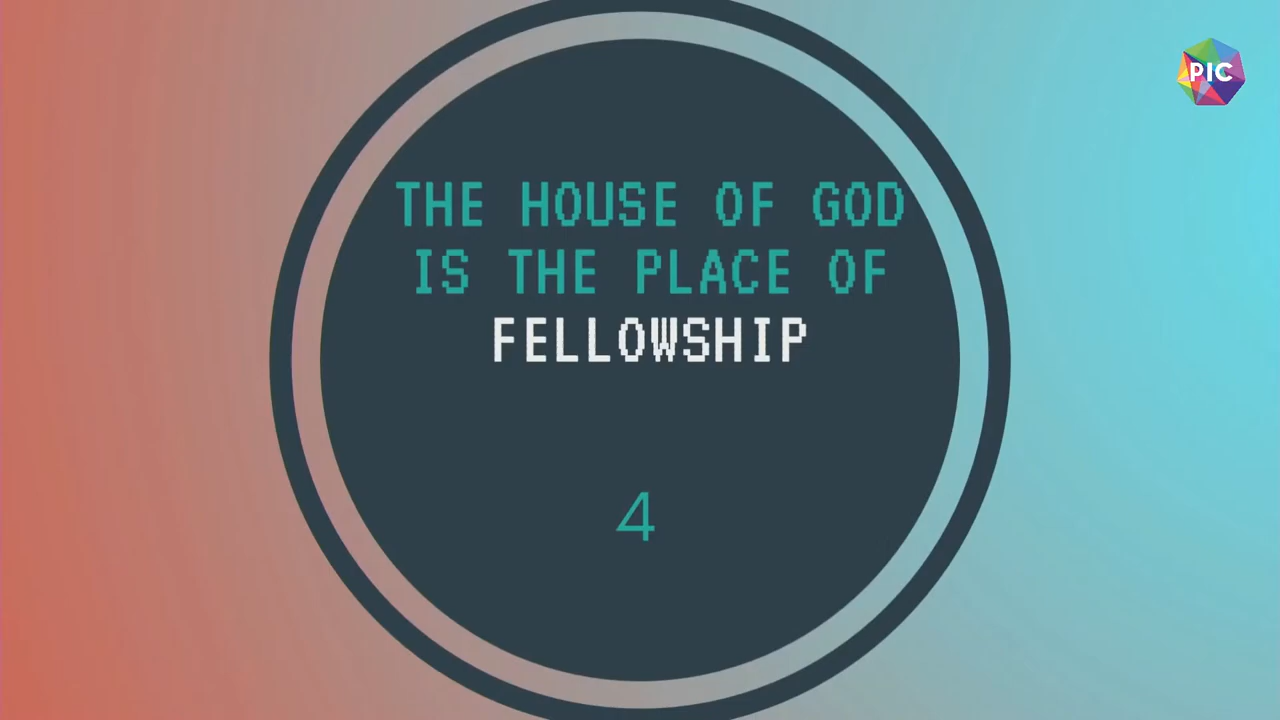 PIC
THE HOUSE OF GOD
IS THE PLACE OF
FELLOWSHIP
4